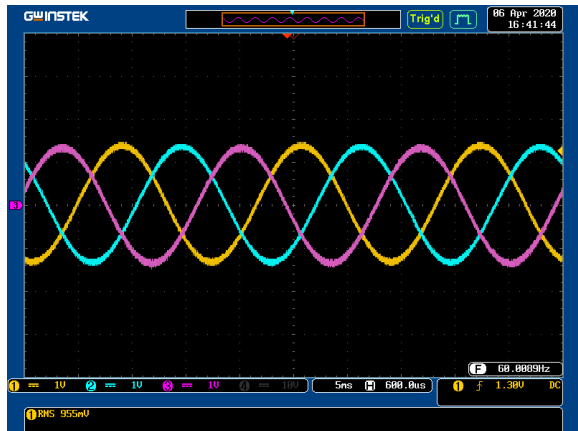 GWINSTEK
Trig'd
06 Apr 2020
16:41:44
3
F 60.0089Hz
1 1V 2 1V 3 1V 4 10V 5ms H 600.0us 1 1.30V DC
1 RMS 955mV